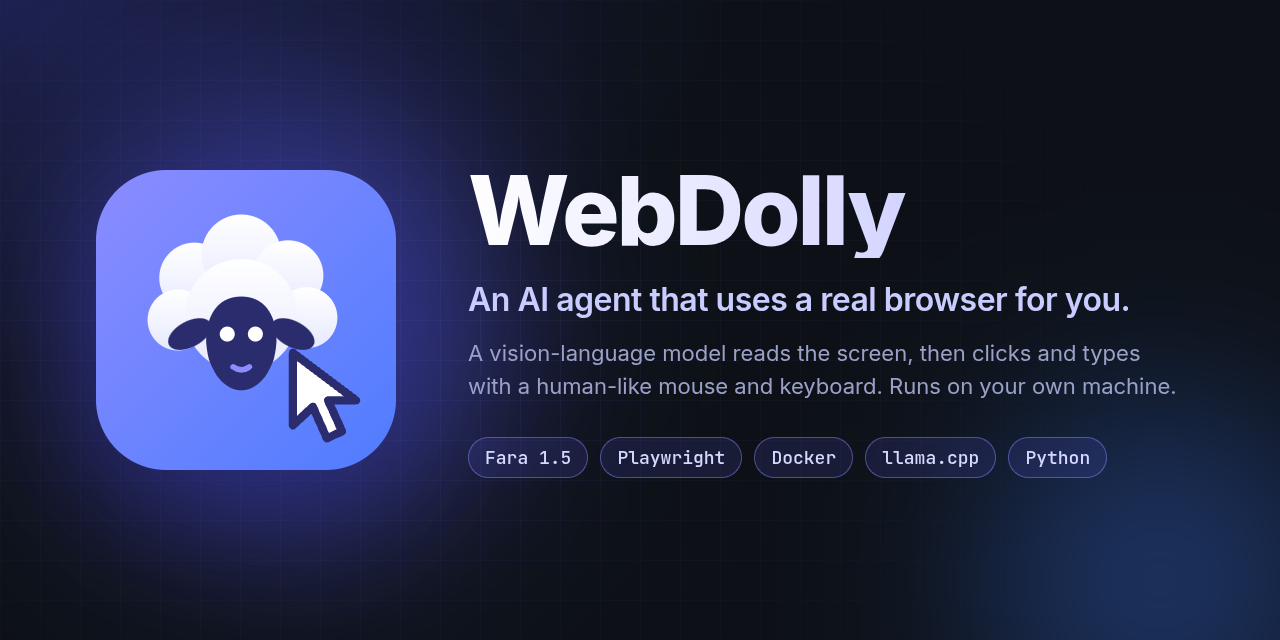 WebDolly
An AI agent that uses a real browser for you.
A vision-language model reads the screen, then clicks and types
with a human-like mouse and keyboard. Runs on your own machine.
Fara 1.5 Playwright Docker llama.cpp Python